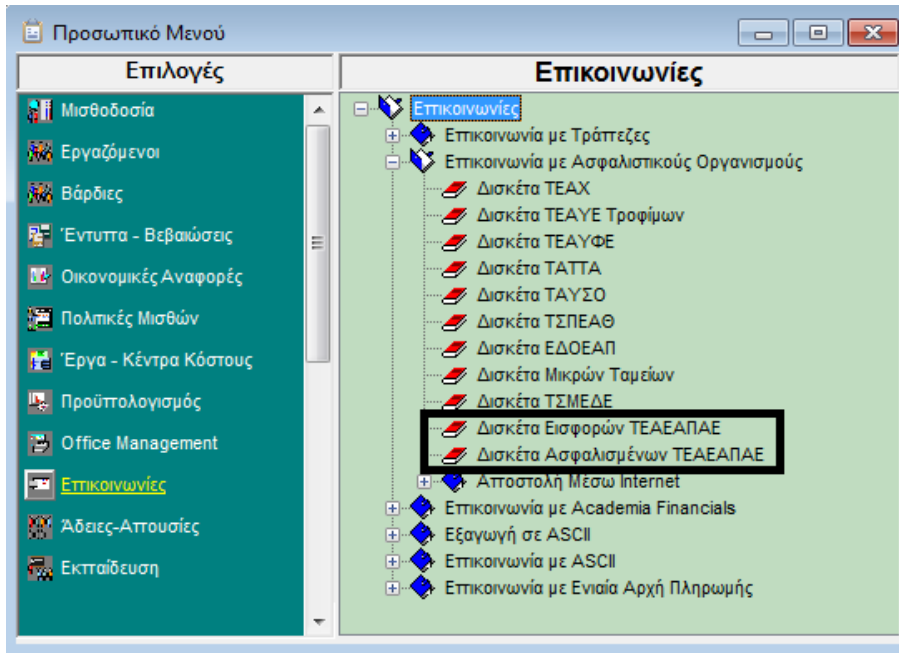 Προσωπικό Μενού
Επιλογές
Μισθοδοσία
Εργαζόμενοι
Βάρδιες
Έντυπα - Βεβαιώσεις
Οικονομικές Αναφορές
Πολιτικές Μισθών
Έργα - Κέντρα Κόστους
Προϋπολογισμός
Office Management
Επικοινωνίες
Άδειες-Απουσίες
Εκπαίδευση
Επικοινωνίες
Επικοινωνίες
Επικοινωνία με Τράπεζες
Επικοινωνία με Ασφαλιστικούς Οργανισμούς
Δισκέτα ΤΕΑΧ
Δισκέτα ΤΕΑΥΕ Τροφίμων
Δισκέτα ΤΕΑΥΦΕ
Δισκέτα ΤΑΤΤΑ
Δισκέτα ΤΑΥΣΟ
Δισκέτα ΤΣΠΕΑΘ
Δισκέτα ΕΔΟΕΑΠ
Δισκέτα Μικρών Ταμείων
Δισκέτα ΤΣΜΕΔΕ
Δισκέτα Εισφορών ΤΕΑΕΑΠΑΕ
Δισκέτα Ασφαλισμένων ΤΕΑΕΑΠΑΕ
Αποστολή Μέσω Internet
Επικοινωνία με Academia Financials
Εξαγωγή σε ASCII
Επικοινωνία με ASCII
Επικοινωνία με Ενιαία Αρχή Πληρωμής